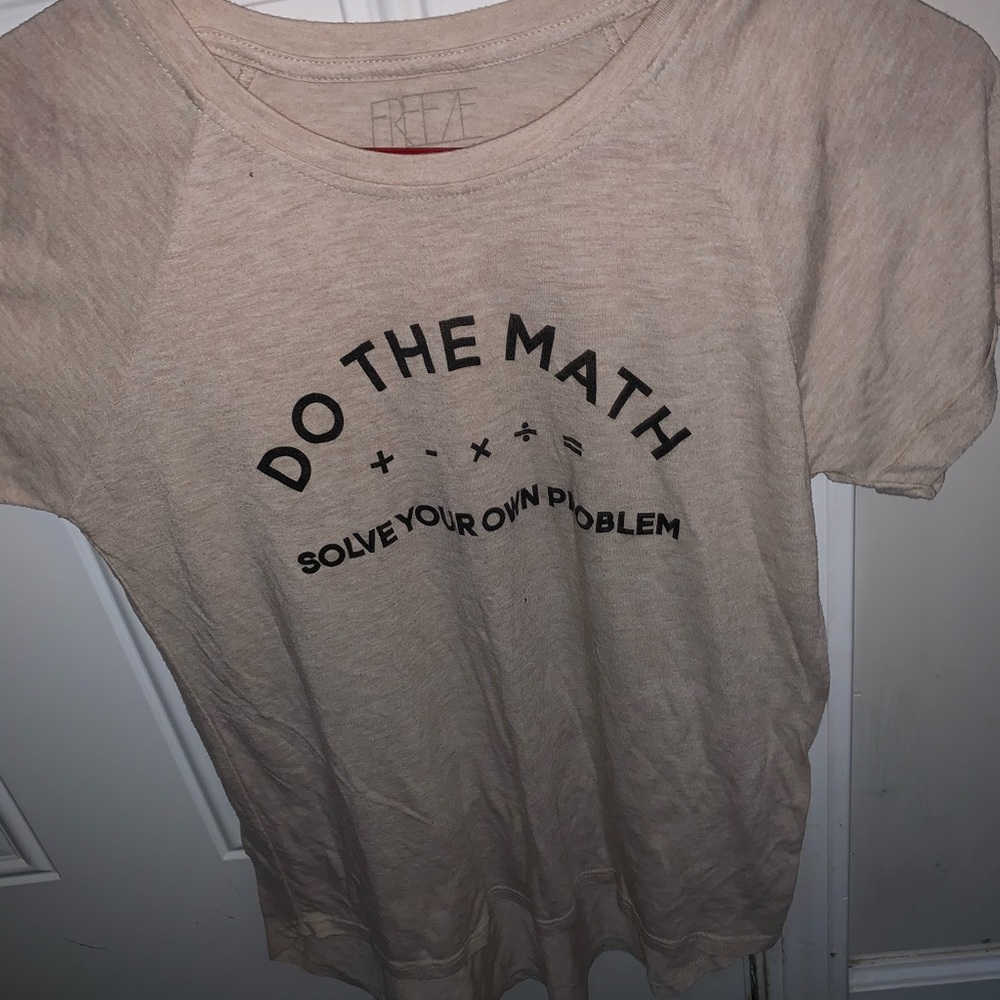 FREEZE
DO THE MATH
+ - × ÷ =
SOLVE YOUR OWN PROBLEM